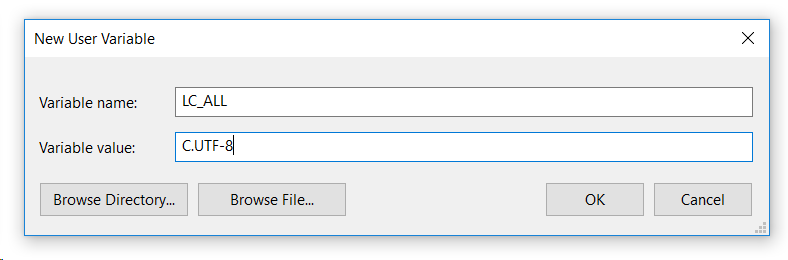 New User Variable
Variable name: LC_ALL
Variable value: C.UTF-8
Browse Directory... Browse File... OK Cancel